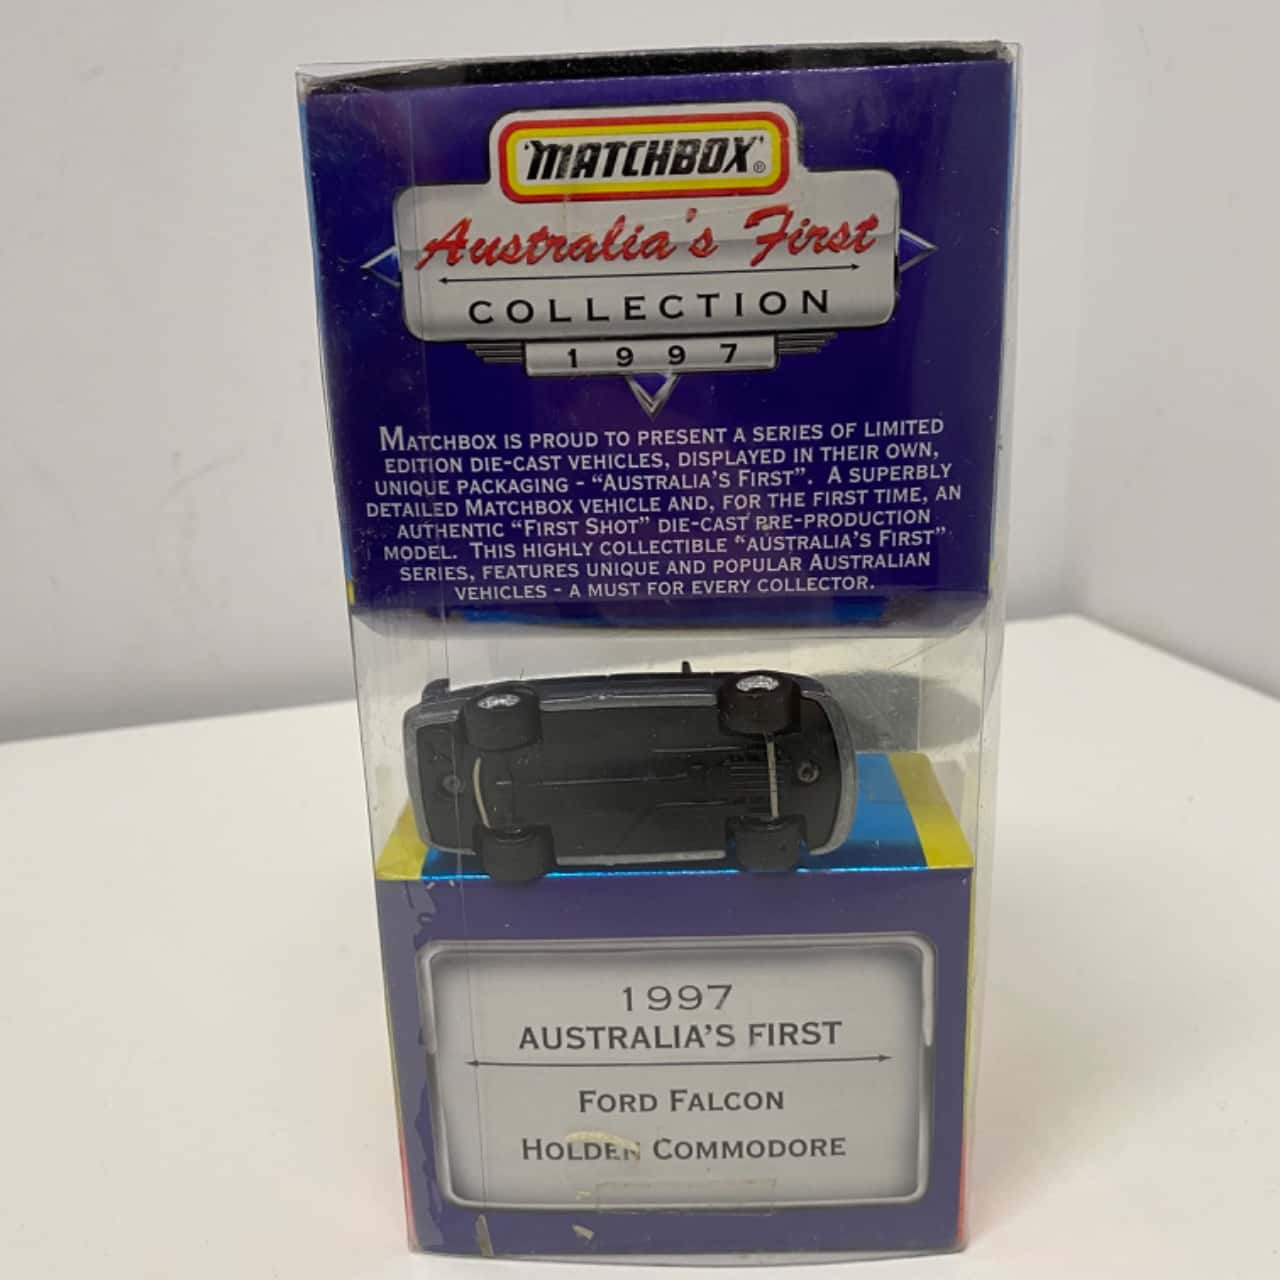 'MATCHBOX'®
Australia's First
COLLECTION
1997
MATCHBOX IS PROUD TO PRESENT A SERIES OF LIMITED
EDITION DIE-CAST VEHICLES, DISPLAYED IN THEIR OWN,
UNIQUE PACKAGING - “AUSTRALIA'S FIRST”. A SUPERBLY
DETAILED MATCHBOX VEHICLE AND, FOR THE FIRST TIME, AN
AUTHENTIC “FIRST SHOT” DIE-CAST PRE-PRODUCTION
MODEL. THIS HIGHLY COLLECTIBLE “AUSTRALIA'S FIRST”
SERIES, FEATURES UNIQUE AND POPULAR AUSTRALIAN
VEHICLES - A MUST FOR EVERY COLLECTOR.
1997
AUSTRALIA'S FIRST
FORD FALCON
HOLDEN COMMODORE